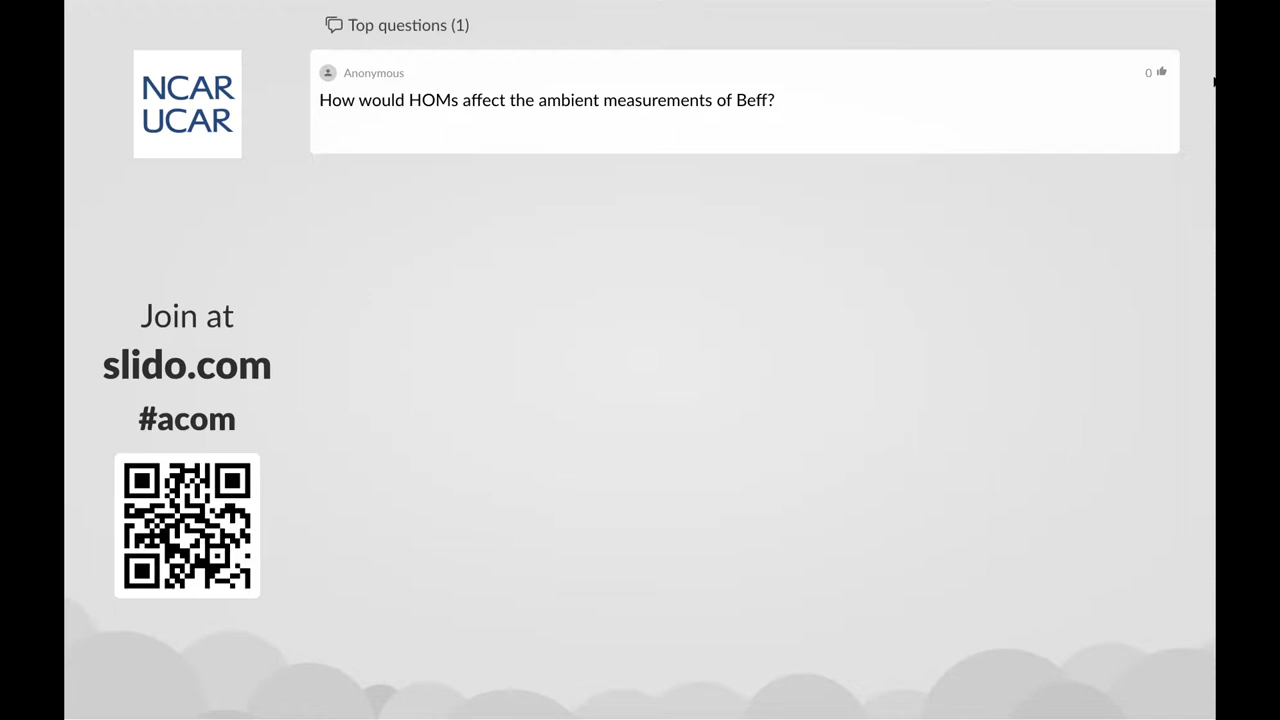 Top questions (1)
NCAR
UCAR
Anonymous
0
How would HOMs affect the ambient measurements of Beff?
Join at
slido.com
#acom